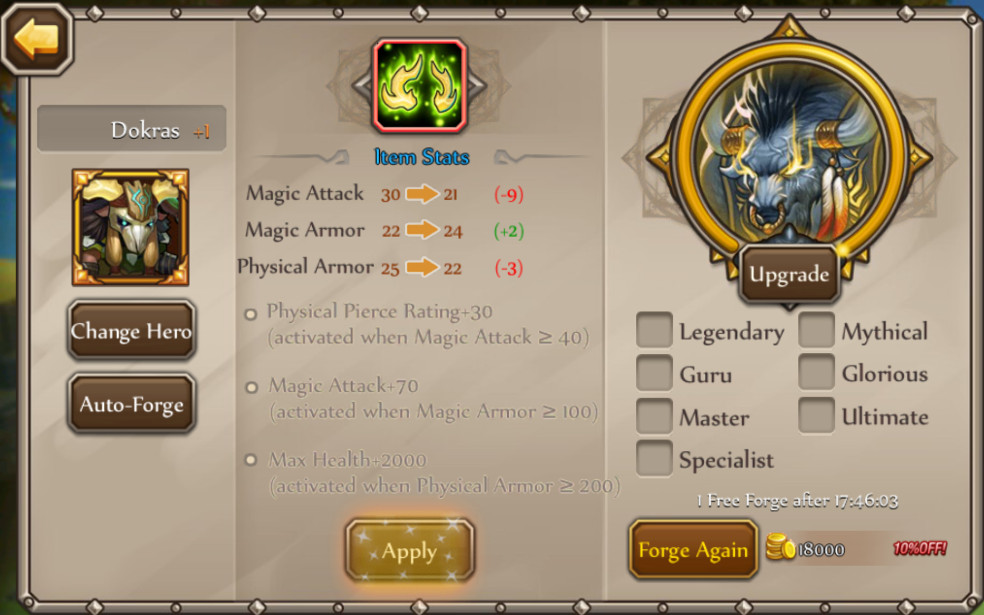 Dokras +1
Change Hero
Auto-Forge
Item Stats
Magic Attack 30 21 (-9)
Magic Armor 22 24 (+2)
Physical Armor 25 22 (-3)
Physical Pierce Rating+30
(activated when Magic Attack ≥ 40)
Magic Attack+70
(activated when Magic Armor ≥ 100)
Max Health+2000
(activated when Physical Armor ≥ 200)
Apply
Upgrade
Legendary Mythical
Guru Glorious
Master Ultimate
Specialist
1 Free Forge after 17:46:03
Forge Again 18000 10%OFF!